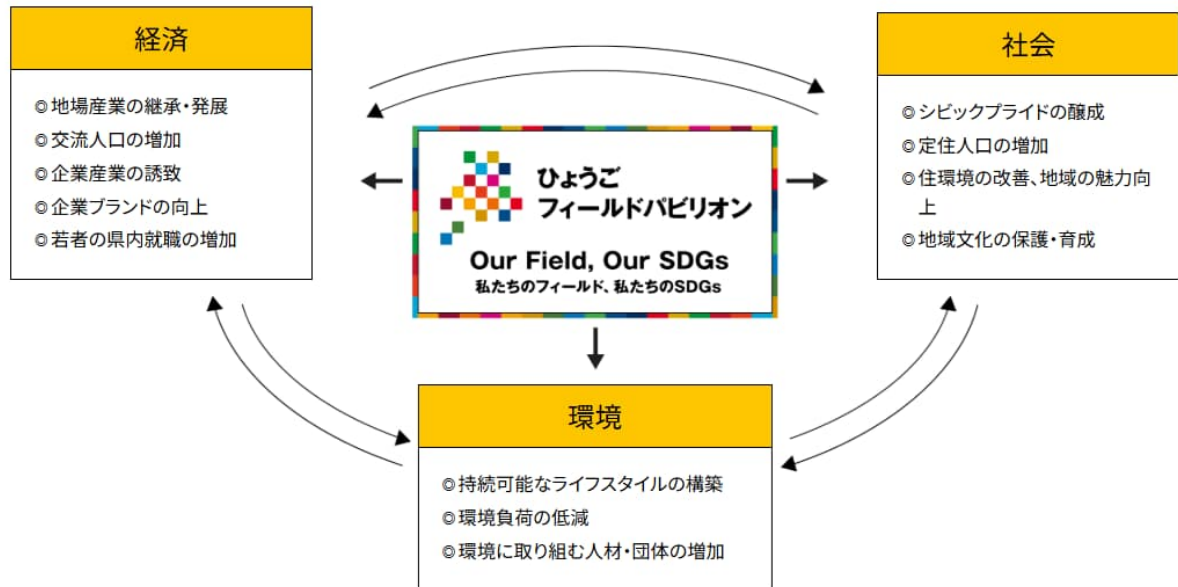 経済
◎地場産業の継承・発展
◎交流人口の増加
◎企業産業の誘致
◎企業ブランドの向上
◎若者の県内就職の増加
ひょうご
フィールドパビリオン
Our Field, Our SDGs
私たちのフィールド、私たちのSDGs
社会
◎シビックプライドの醸成
◎定住人口の増加
◎住環境の改善、地域の魅力向
上
◎地域文化の保護・育成
環境
◎持続可能なライフスタイルの構築
◎環境負荷の低減
◎環境に取り組む人材・団体の増加